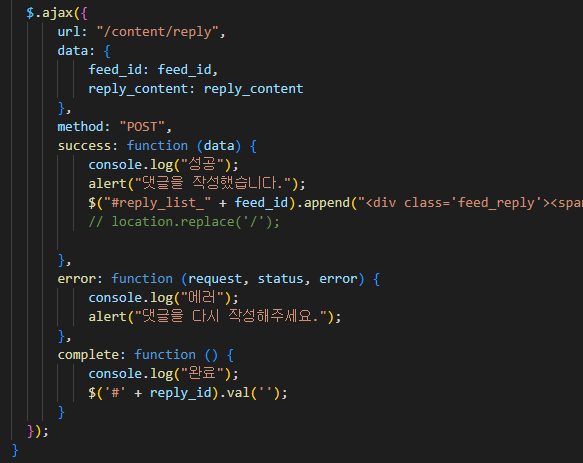 $.ajax({
url: "/content/reply",
data: {
feed_id: feed_id,
reply_content: reply_content
},
method: "POST",
success: function (data) {
console.log("성공");
alert("댓글을 작성했습니다.");
$("#reply_list_" + feed_id).append("<div class='feed_reply'><span
// location.replace('/');
},
error: function (request, status, error) {
console.log("에러");
alert("댓글을 다시 작성해주세요.");
},
complete: function () {
console.log("완료");
$('#' + reply_id).val('');
}
});
}